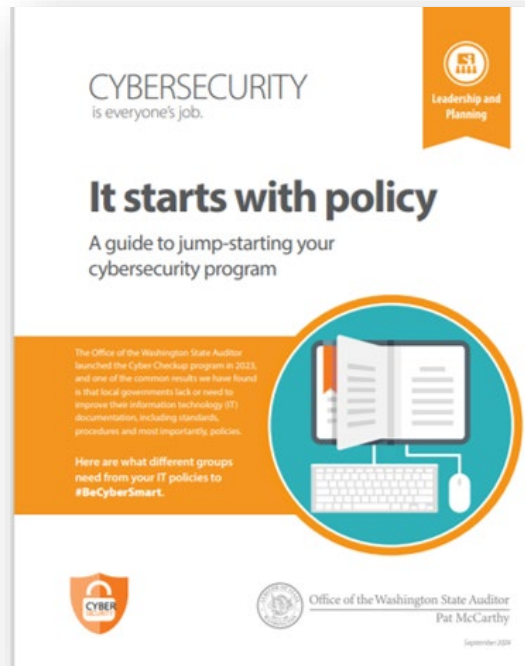 CYBERSECURITY
is everyone's job.
Leadership and
Planning
It starts with policy
A guide to jump-starting your
cybersecurity program
The Office of the Washington State Auditor
launched the Cyber Checkup program in 2023,
and one of the common results we have found
is that local governments lack or need to
improve their information technology (IT)
documentation, including standards,
procedures and most importantly, policies.
Here are what different groups
need from your IT policies to
#BeCyberSmart.
CYBER
SECURITY
Office of the Washington State Auditor
Pat McCarthy
September 2024